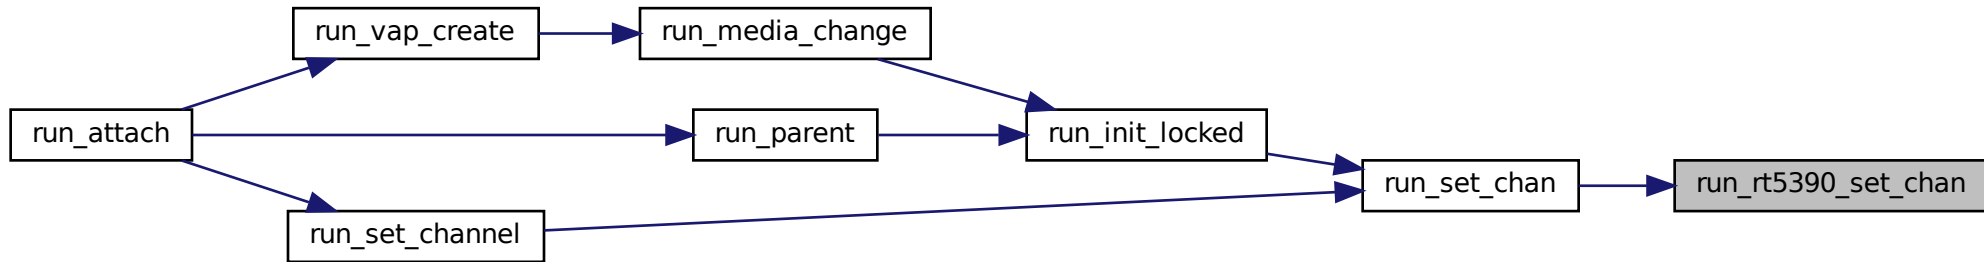 run_vap_create
run_media_change
run_attach
run_parent
run_init_locked
run_set_chan
run_rt5390_set_chan
run_set_channel